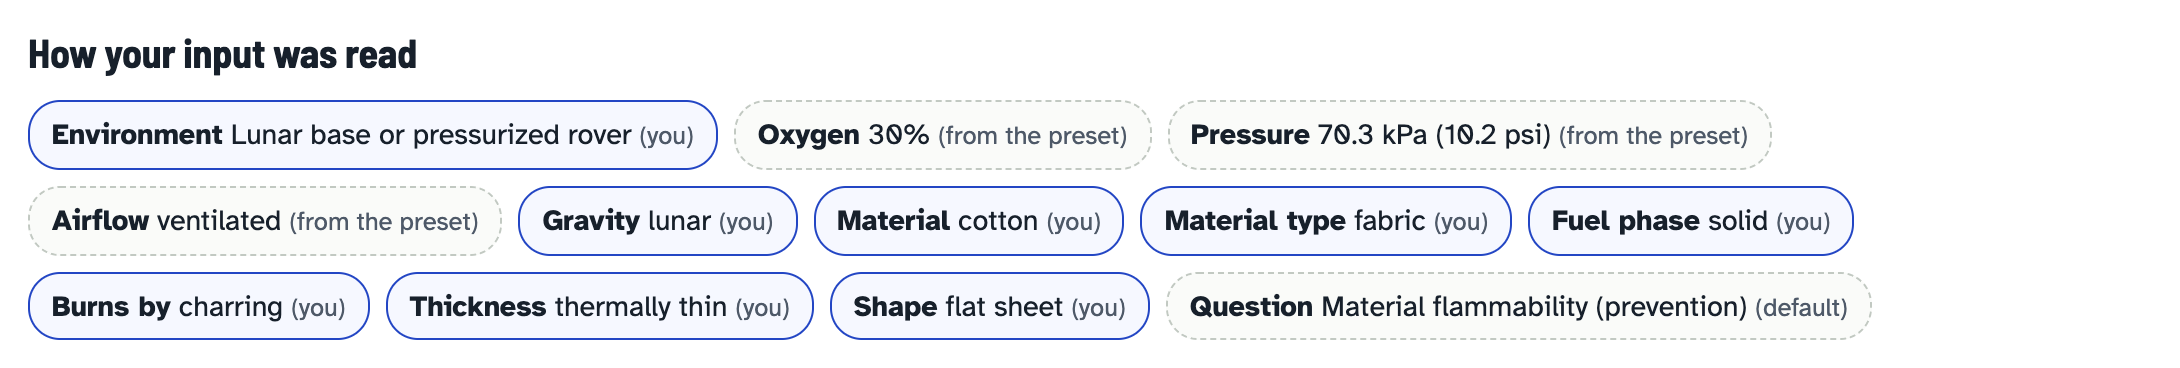 How your input was read
Environment Lunar base or pressurized rover (you) Oxygen 30% (from the preset) Pressure 70.3 kPa (10.2 psi) (from the preset)
Airflow ventilated (from the preset) Gravity lunar (you) Material cotton (you) Material type fabric (you) Fuel phase solid (you)
Burns by charring (you) Thickness thermally thin (you) Shape flat sheet (you) Question Material flammability (prevention) (default)